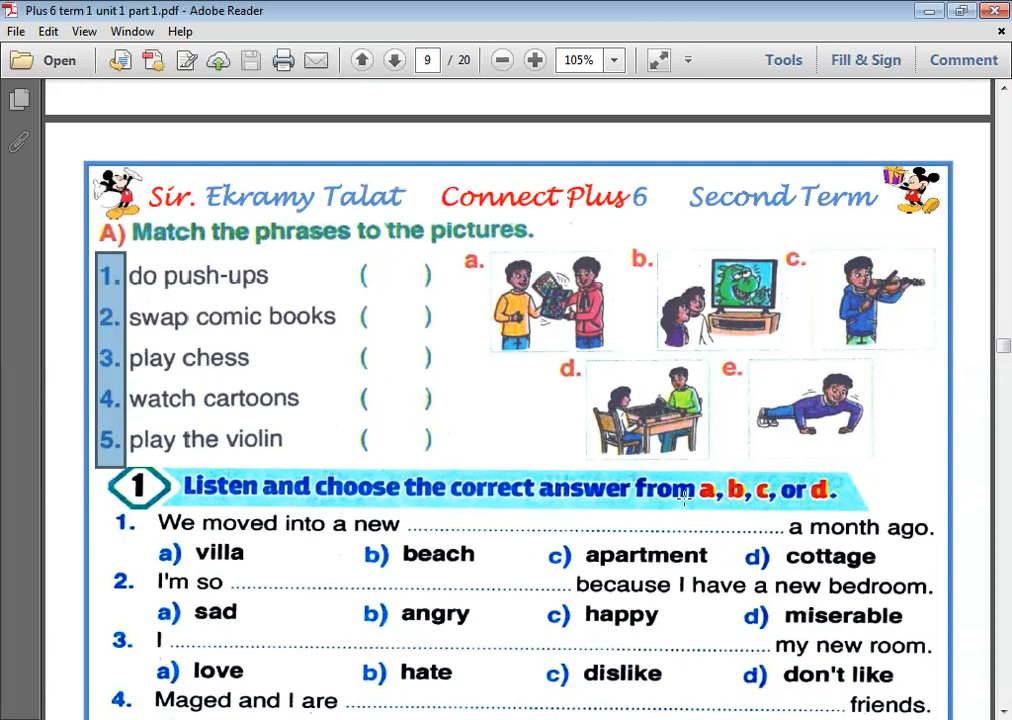 Plus 6 term 1 unit 1 part 1.pdf - Adobe Reader
File Edit View Window Help
Open 9 / 20 105% Tools Fill & Sign Comment
Sir. Ekramy Talat Connect Plus 6 Second Term
A) Match the phrases to the pictures.
1. do push-ups ( )
2. swap comic books ( )
3. play chess ( )
4. watch cartoons ( )
5. play the violin ( )
a. b. c.
d. e.
1 Listen and choose the correct answer from a, b, c, or d.
1. We moved into a new ........................................ a month ago.
a) villa b) beach c) apartment d) cottage
2. I'm so ........................................ because I have a new bedroom.
a) sad b) angry c) happy d) miserable
3. I ........................................ my new room.
a) love b) hate c) dislike d) don't like
4. Maged and I are ........................................ friends.